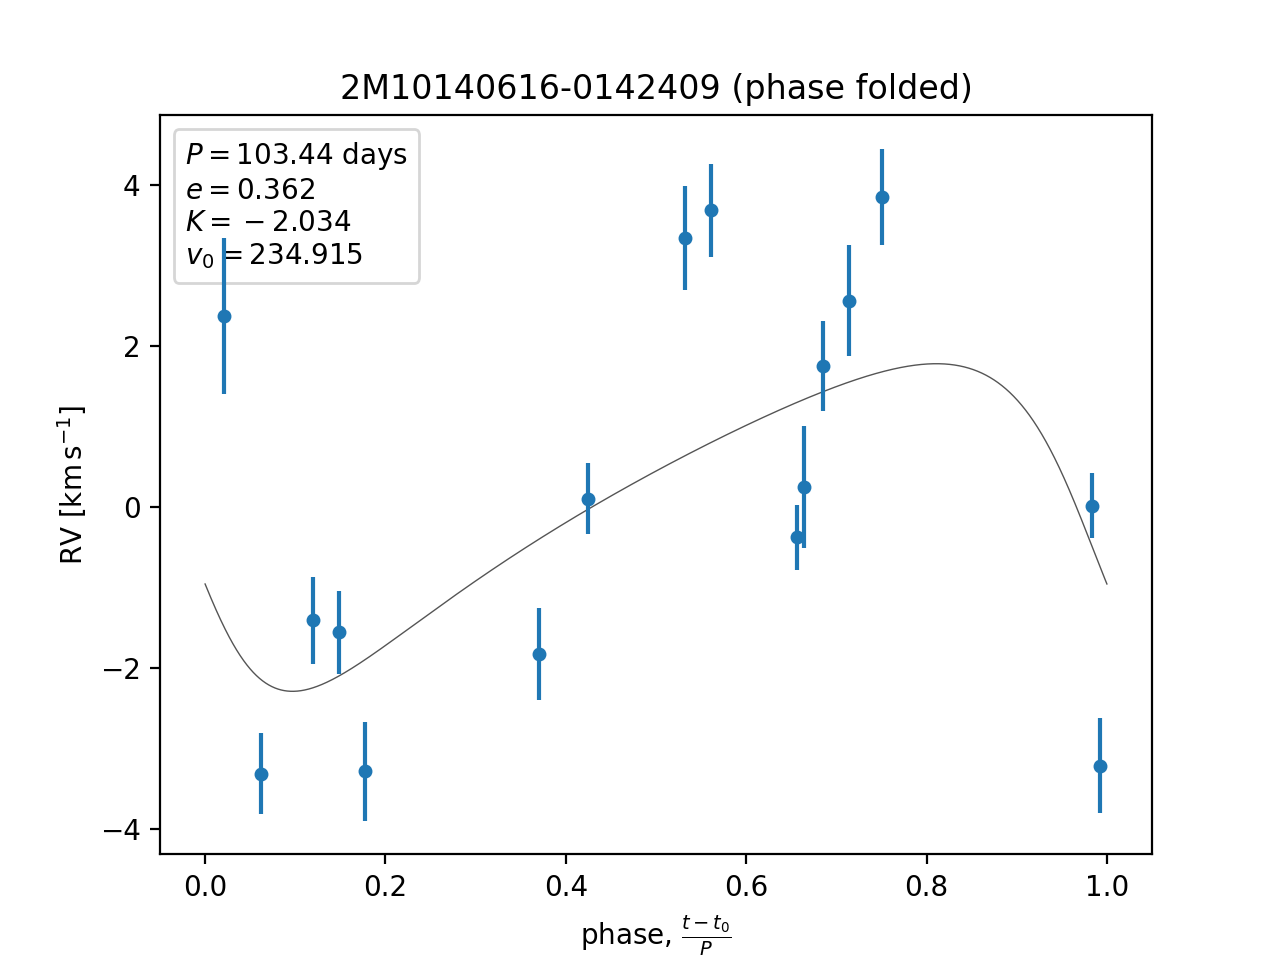 2M10140616-0142409 (phase folded)
P = 103.44 days
e = 0.362
K = − 2.034
v₀ = 234.915
4
2
0
−2
−4
RV [km s⁻¹]
0.0 0.2 0.4 0.6 0.8 1.0
phase, (t − t₀)/P